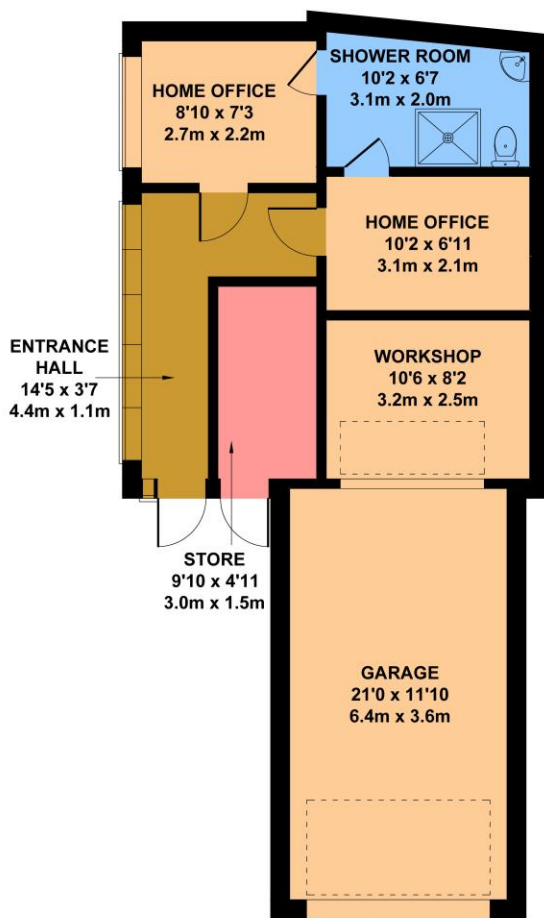 SHOWER ROOM
10'2 x 6'7
3.1m x 2.0m
HOME OFFICE
8'10 x 7'3
2.7m x 2.2m
HOME OFFICE
10'2 x 6'11
3.1m x 2.1m
ENTRANCE
HALL
14'5 x 3'7
4.4m x 1.1m
WORKSHOP
10'6 x 8'2
3.2m x 2.5m
STORE
9'10 x 4'11
3.0m x 1.5m
GARAGE
21'0 x 11'10
6.4m x 3.6m